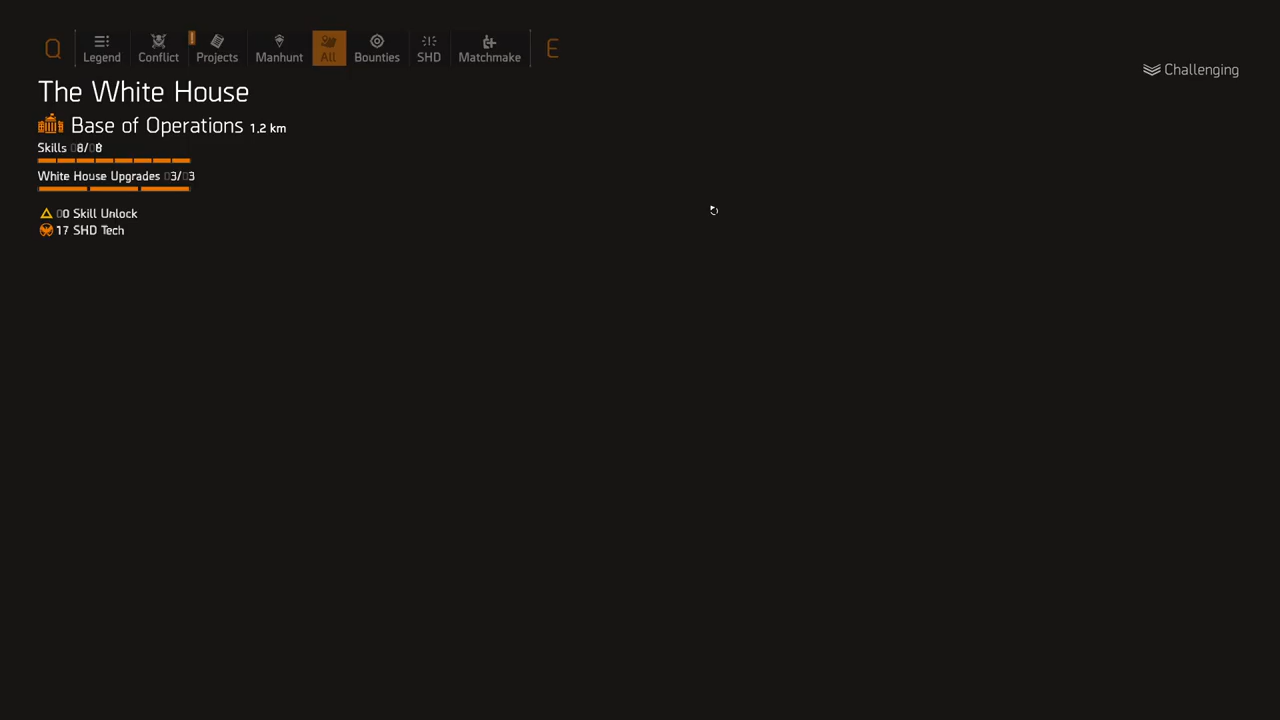 Q Legend Conflict Projects Manhunt All Bounties SHD Matchmake E
Challenging
The White House
Base of Operations 1.2 km
Skills 08/08
White House Upgrades 03/03
00 Skill Unlock
17 SHD Tech